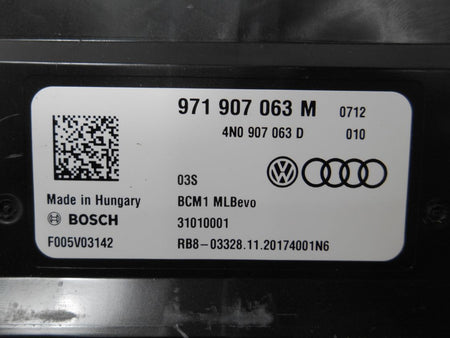 971 907 063 M 0712
4N0 907 063 D 010
03S
Made in Hungary BCM1 MLBevo
BOSCH 31010001
F005V03142 RB8-03328.11.20174001N6